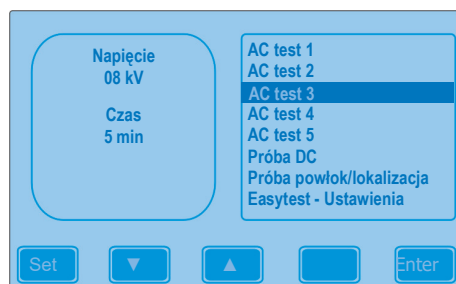 Napięcie
08 kV
Czas
5 min
AC test 1
AC test 2
AC test 3
AC test 4
AC test 5
Próba DC
Próba powłok/lokalizacja
Easytest - Ustawienia
Set
▼
▲
Enter